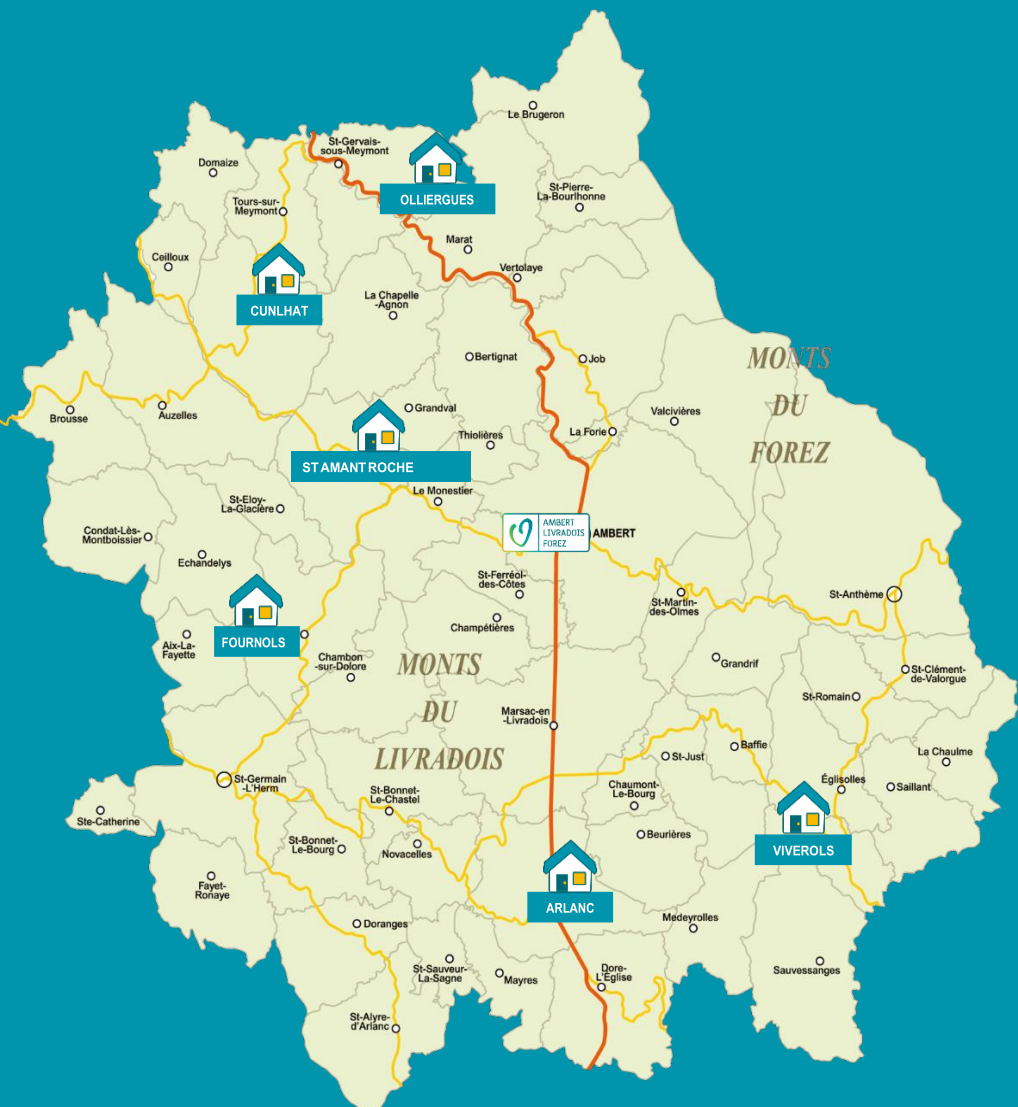 Le Brugeron
St-Gervais-
sous-Meymont
Domaize
OLLIERGUES
St-Pierre-
La-Bourlhonne
Tours-sur-
Meymont
Marat
Ceilloux
Vertolaye
CUNLHAT
La Chapelle
-Agnon
Bertignat
Job
MONTS
DU
FOREZ
Brousse
Auzelles
Grandval
Valcivières
Thiolières
La Forie
ST AMANT ROCHE
Le Monestier
St-Eloy-
La-Glacière
Condat-Lès-
Montboissier
AMBERT
LIVRADOIS
FOREZ
AMBERT
Echandelys
St-Ferréol-
des-Côtes
St-Martin-
des-Olmes
St-Anthème
Champétières
FOURNOLS
Aix-La-
Fayette
Chambon
-sur-Dolore
MONTS
DU
LIVRADOIS
Grandrif
St-Clément-
de-Valorgue
St-Romain
Marsac-en
-Livradois
Baffie
St-Just
La Chaulme
St-Germain
-L'Herm
Églisolles
Saillant
St-Bonnet-
Le-Chastel
Chaumont-
Le-Bourg
Ste-Catherine
St-Bonnet-
Le-Bourg
Novacelles
Beurières
VIVEROLS
Fayet-
Ronaye
ARLANC
Doranges
Medeyrolles
St-Sauveur-
La-Sagne
Mayres
Dore-
L'Église
Sauvessanges
St-Alyre-
d'Arlanc